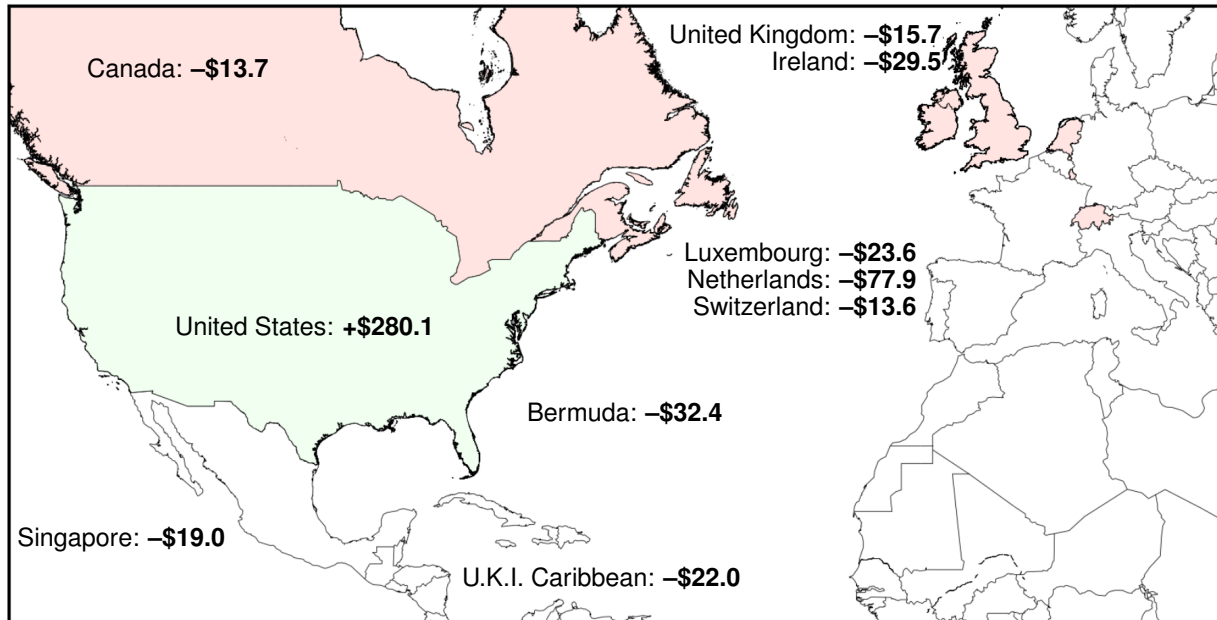 United Kingdom: –$15.7
Ireland: –$29.5
Canada: –$13.7
Luxembourg: –$23.6
Netherlands: –$77.9
Switzerland: –$13.6
United States: +$280.1
Bermuda: –$32.4
Singapore: –$19.0
U.K.I. Caribbean: –$22.0